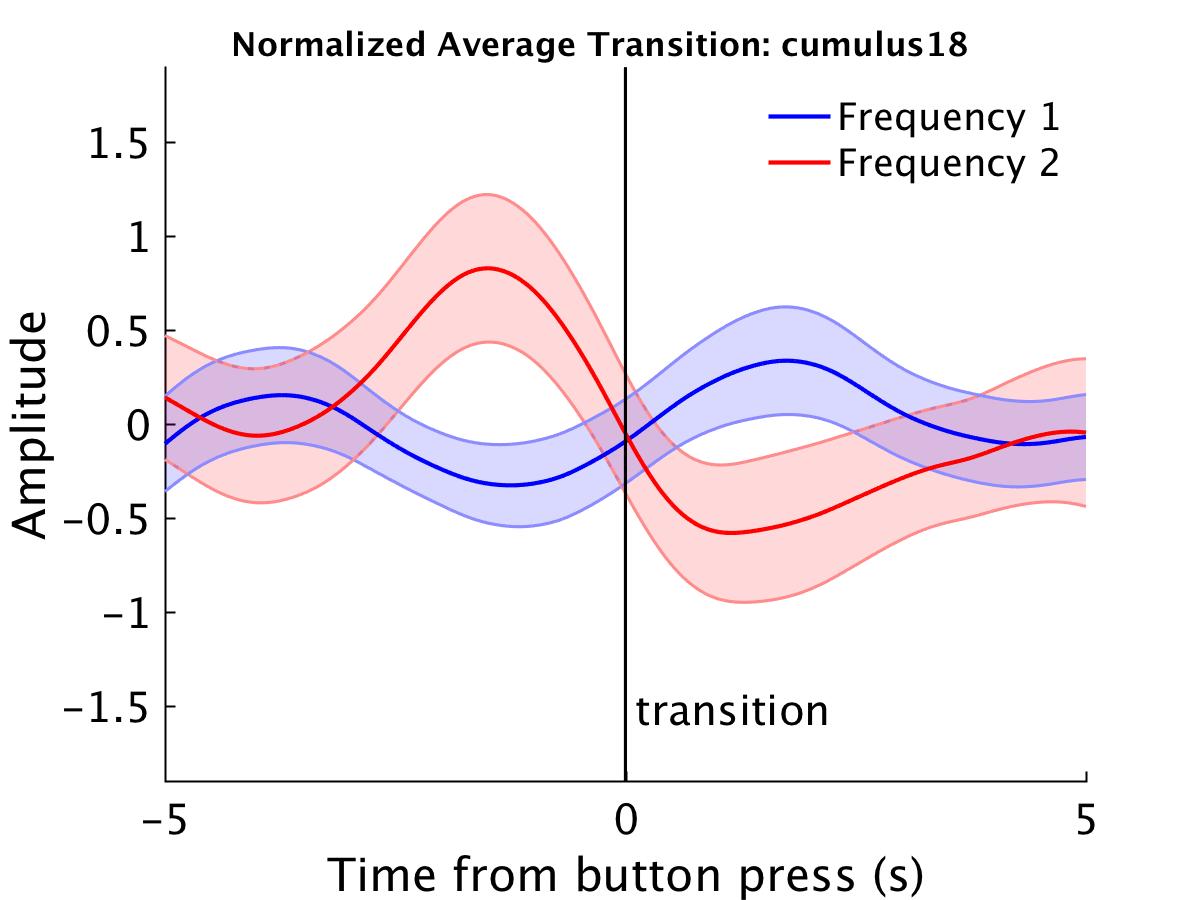 Normalized Average Transition: cumulus18
Frequency 1
Frequency 2
1.5
1
0.5
0
−0.5
−1
−1.5
Amplitude
transition
−5
0
5
Time from button press (s)